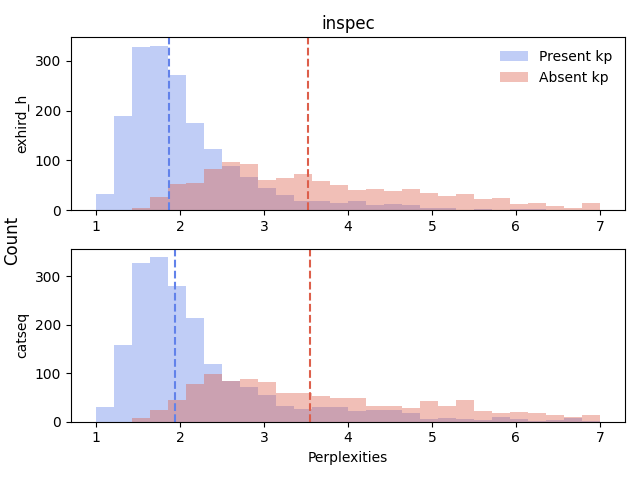 inspec
exhird_h
300
200
100
0
Present kp
Absent kp
1 2 3 4 5 6 7
Count
catseq
300
200
100
0
1 2 3 4 5 6 7
Perplexities